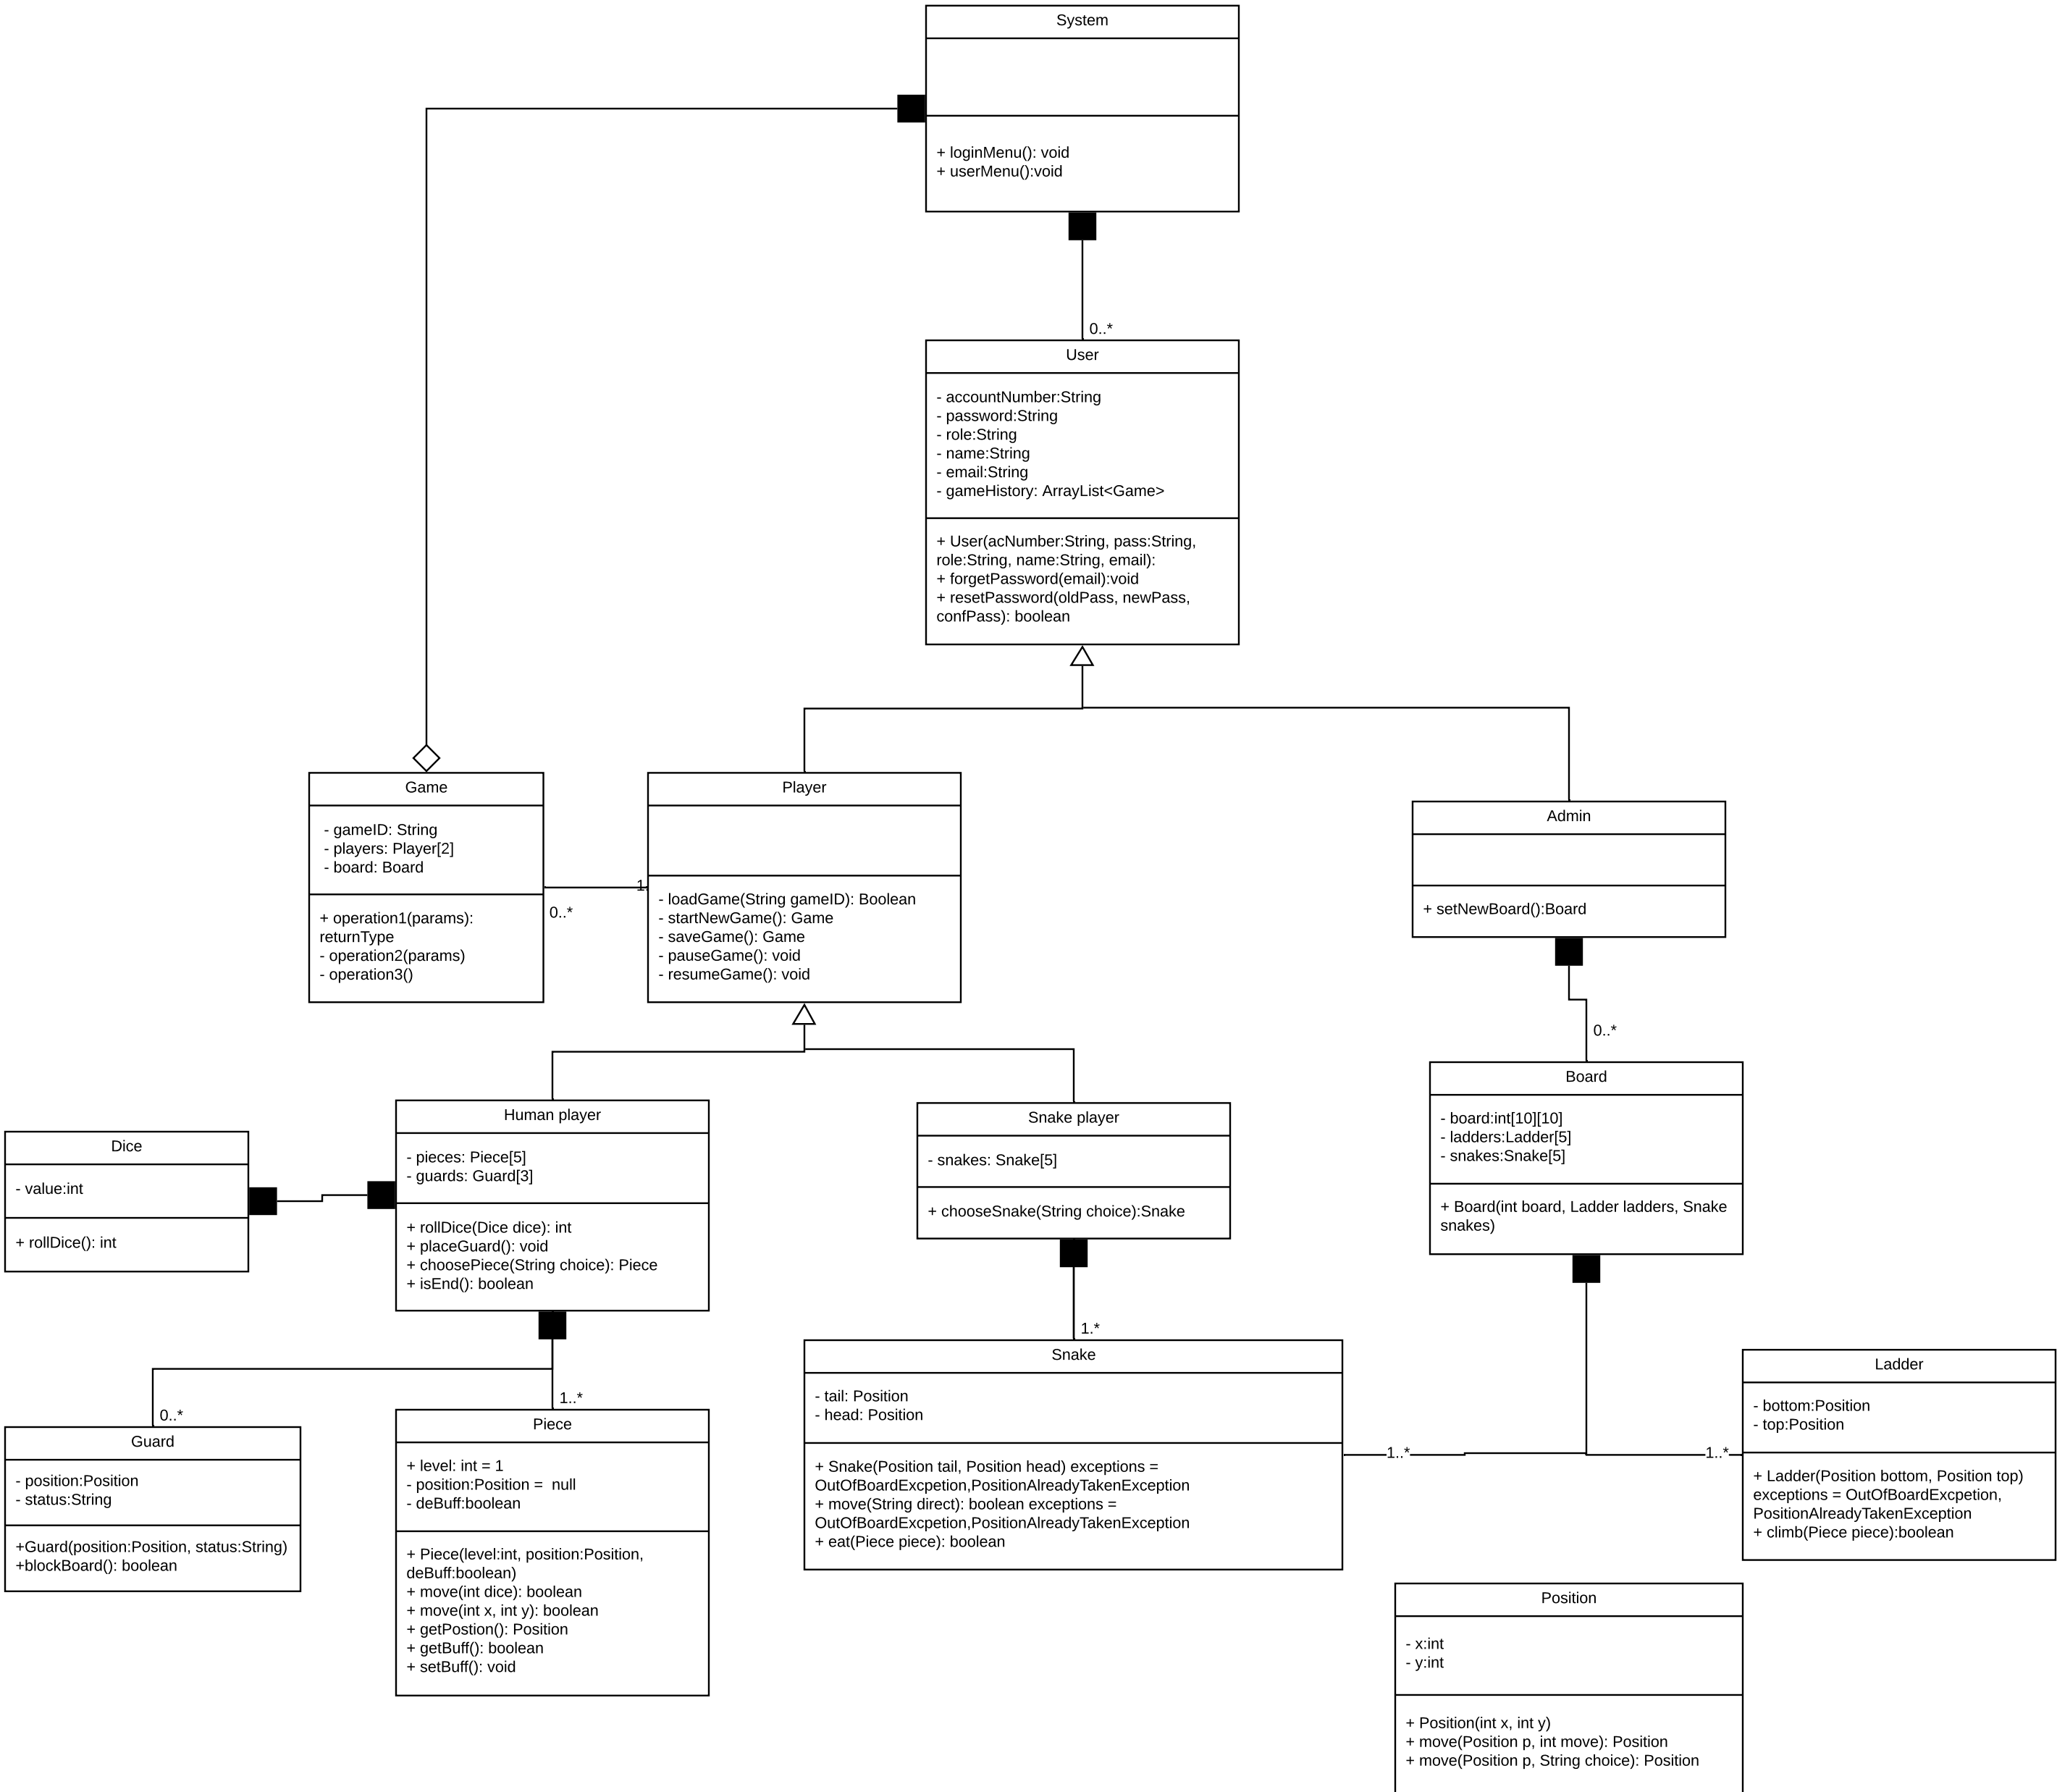 System
+ loginMenu(): void
+ userMenu():void
0..*
User
- accountNumber:String
- password:String
- role:String
- name:String
- email:String
- gameHistory: ArrayList<Game>
+ User(acNumber:String, pass:String,
role:String, name:String, email):
+ forgetPassword(email):void
+ resetPassword(oldPass, newPass,
confPass): boolean
Game
- gameID: String
- players: Player[2]
- board: Board
+ operation1(params):
returnType
- operation2(params)
- operation3()
0..*
1.
Player
- loadGame(String gameID): Boolean
- startNewGame(): Game
- saveGame(): Game
- pauseGame(): void
- resumeGame(): void
Admin
+ setNewBoard():Board
0..*
Board
- board:int[10][10]
- ladders:Ladder[5]
- snakes:Snake[5]
+ Board(int board, Ladder ladders, Snake
snakes)
Dice
- value:int
+ rollDice(): int
Human player
- pieces: Piece[5]
- guards: Guard[3]
+ rollDice(Dice dice): int
+ placeGuard(): void
+ choosePiece(String choice): Piece
+ isEnd(): boolean
Snake player
- snakes: Snake[5]
+ chooseSnake(String choice):Snake
1.*
0..*
1..*
Guard
- position:Position
- status:String
+Guard(position:Position, status:String)
+blockBoard(): boolean
Piece
+ level: int = 1
- position:Position =  null
- deBuff:boolean
+ Piece(level:int, position:Position,
deBuff:boolean)
+ move(int dice): boolean
+ move(int x, int y): boolean
+ getPostion(): Position
+ getBuff(): boolean
+ setBuff(): void
Snake
- tail: Position
- head: Position
+ Snake(Position tail, Position head) exceptions =
OutOfBoardExcpetion,PositionAlreadyTakenException
+ move(String direct): boolean exceptions =
OutOfBoardExcpetion,PositionAlreadyTakenException
+ eat(Piece piece): boolean
1..*
1..*
Ladder
- bottom:Position
- top:Position
+ Ladder(Position bottom, Position top)
exceptions = OutOfBoardExcpetion,
PositionAlreadyTakenException
+ climb(Piece piece):boolean
Position
- x:int
- y:int
+ Position(int x, int y)
+ move(Position p, int move): Position
+ move(Position p, String choice): Position